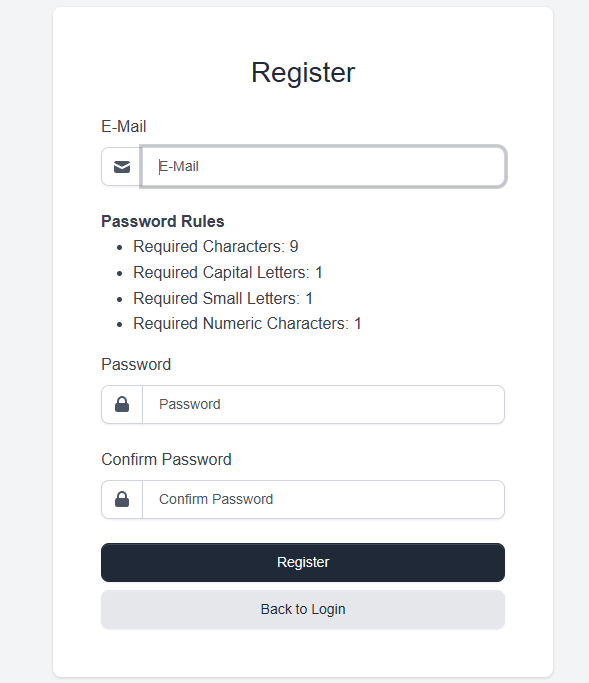 Register
E-Mail
E-Mail
Password Rules
Required Characters: 9
Required Capital Letters: 1
Required Small Letters: 1
Required Numeric Characters: 1
Password
Password
Confirm Password
Confirm Password
Register
Back to Login